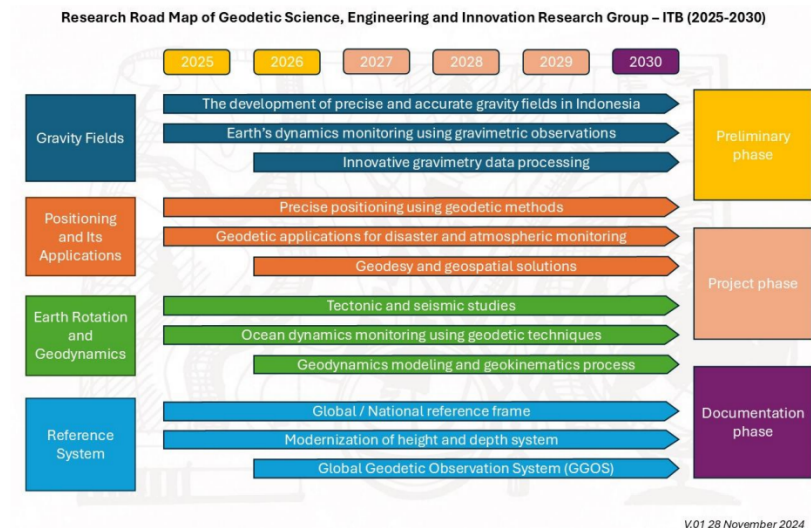 Research Road Map of Geodetic Science, Engineering and Innovation Research Group – ITB (2025-2030)
2025
2026
2027
2028
2029
2030
Gravity Fields
The development of precise and accurate gravity fields in Indonesia
Earth's dynamics monitoring using gravimetric observations
Innovative gravimetry data processing
Preliminary
phase
Positioning
and Its
Applications
Precise positioning using geodetic methods
Geodetic applications for disaster and atmospheric monitoring
Geodesy and geospatial solutions
Project phase
Earth Rotation
and
Geodynamics
Tectonic and seismic studies
Ocean dynamics monitoring using geodetic techniques
Geodynamics modeling and geokinematics process
Reference
System
Global / National reference frame
Modernization of height and depth system
Global Geodetic Observation System (GGOS)
Documentation
phase
V.01 28 November 2024